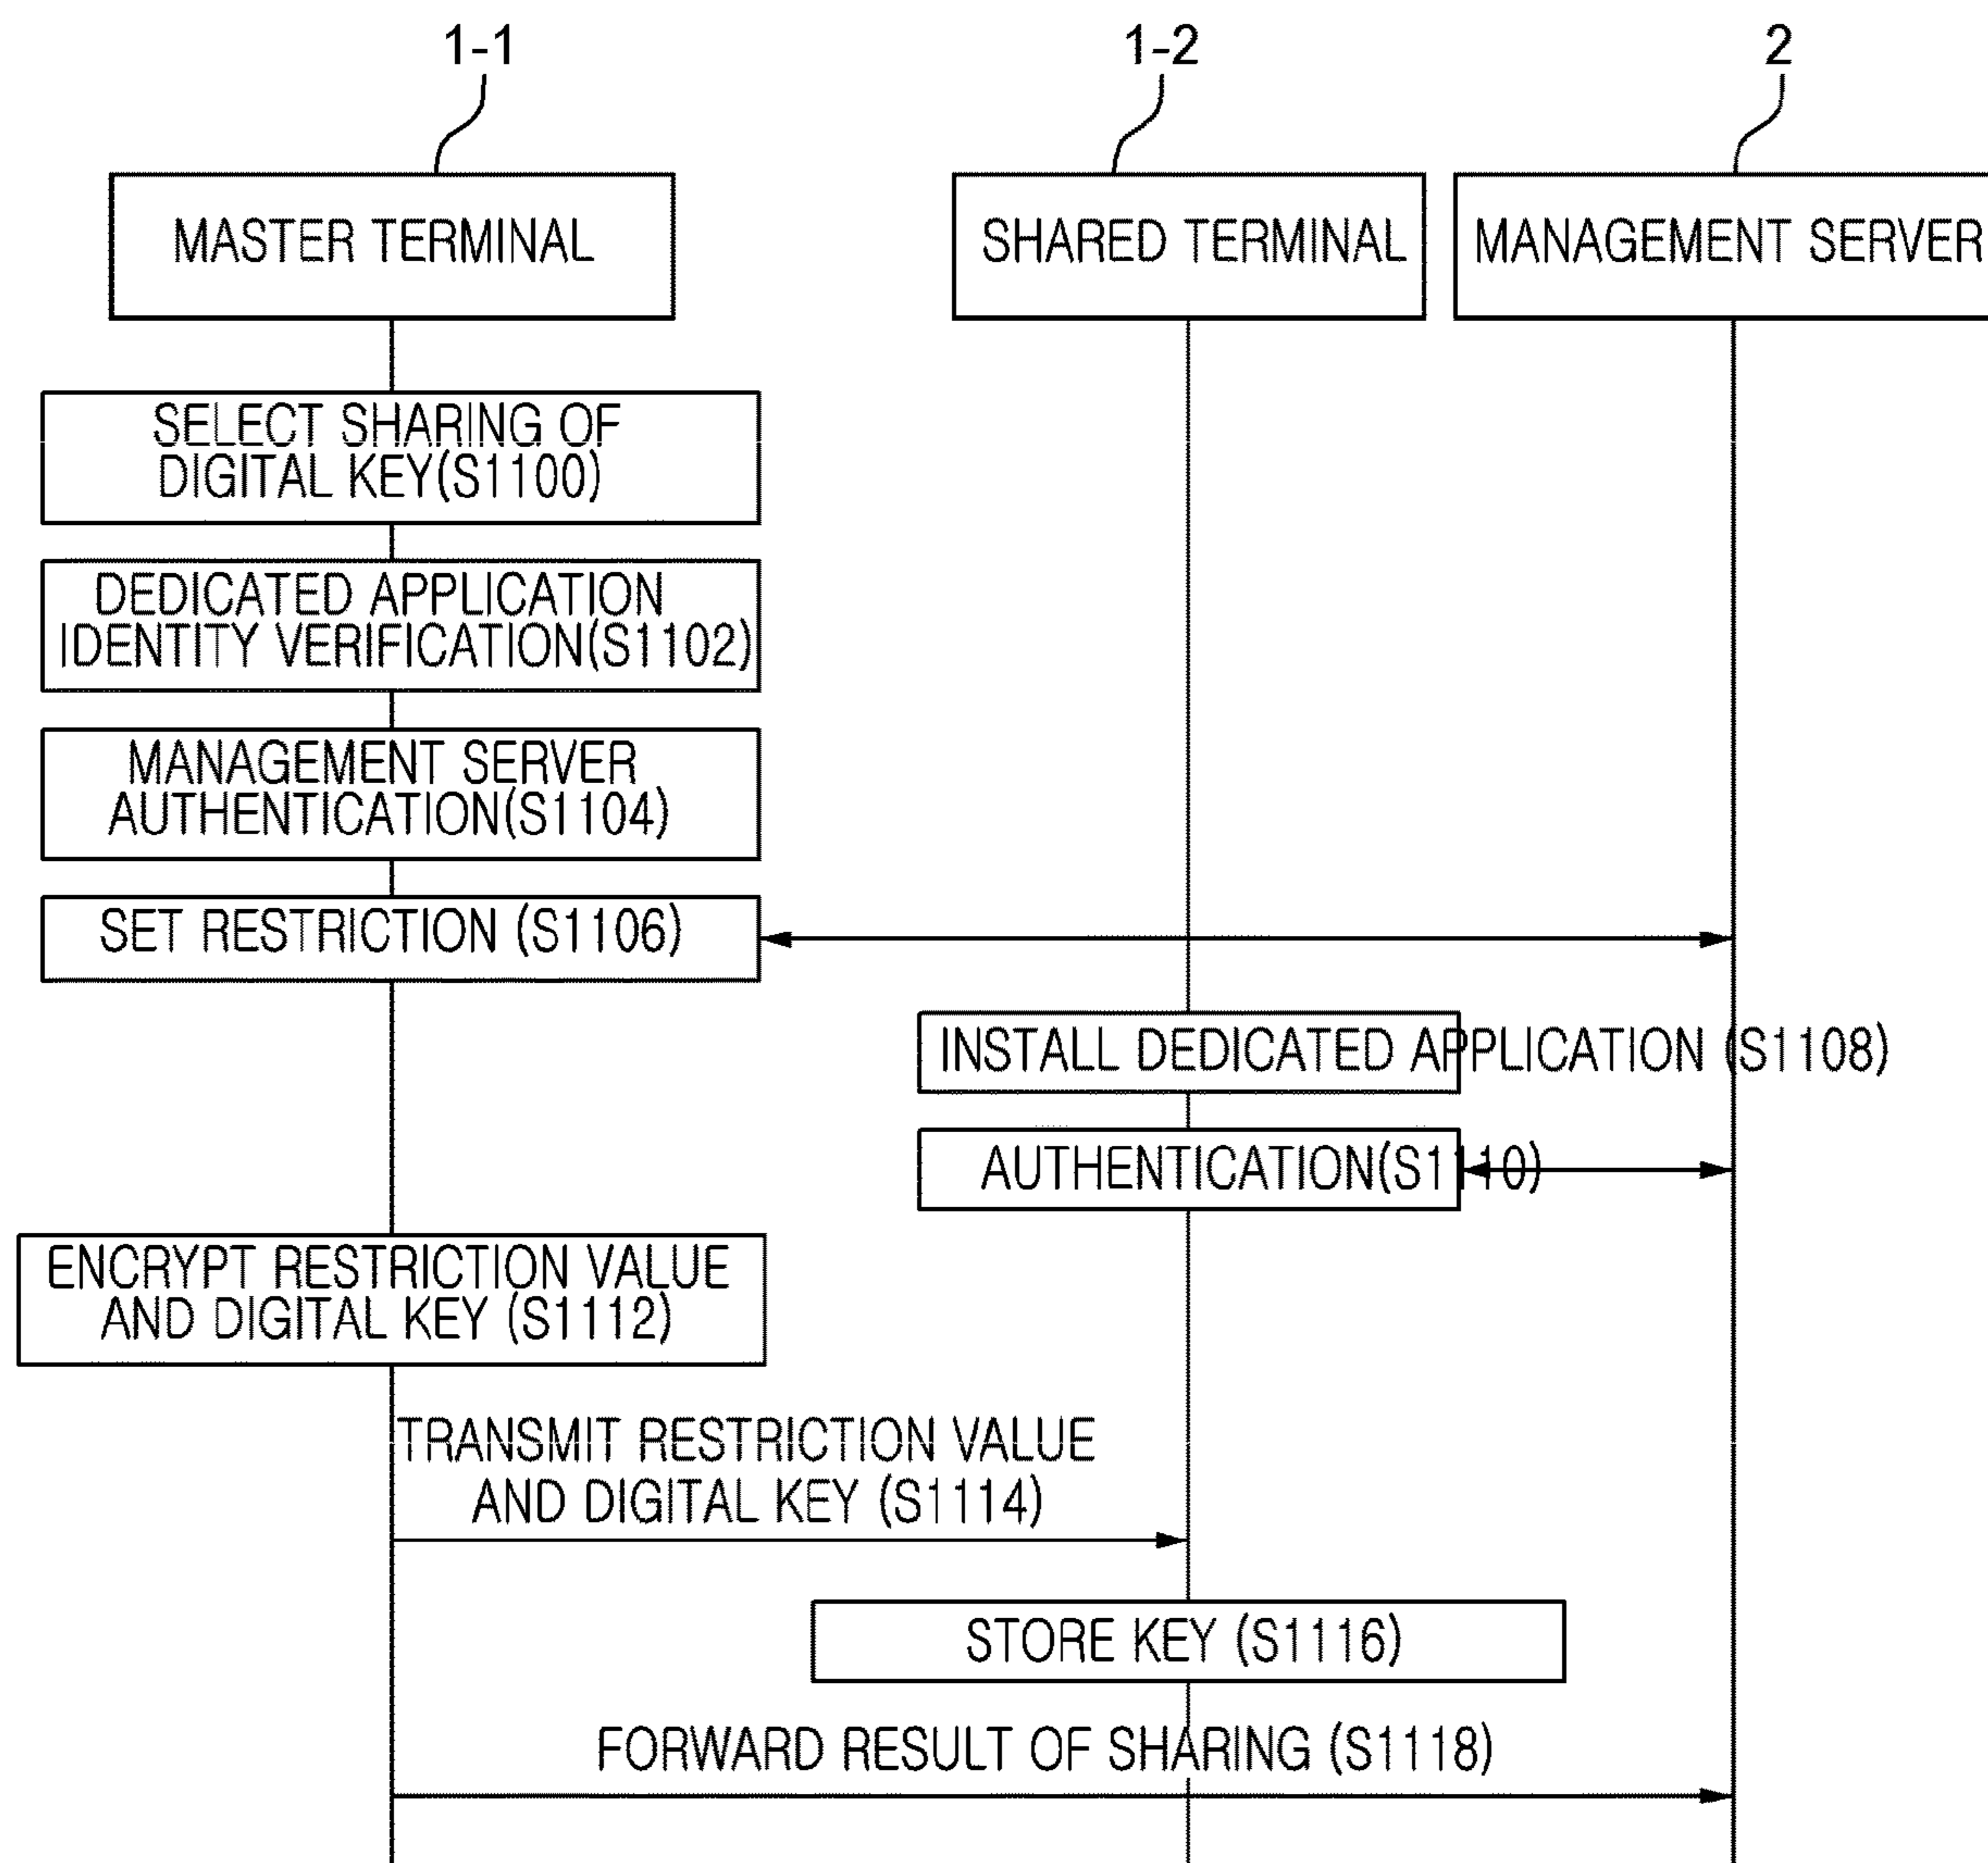 1-1
1-2
2
MASTER TERMINAL
SHARED TERMINAL
MANAGEMENT SERVER
SELECT SHARING OF
DIGITAL KEY(S1100)
DEDICATED APPLICATION
IDENTITY VERIFICATION(S1102)
MANAGEMENT SERVER
AUTHENTICATION(S1104)
SET RESTRICTION (S1106)
INSTALL DEDICATED APPLICATION (S1108)
AUTHENTICATION(S1110)
ENCRYPT RESTRICTION VALUE
AND DIGITAL KEY (S1112)
TRANSMIT RESTRICTION VALUE
AND DIGITAL KEY (S1114)
STORE KEY (S1116)
FORWARD RESULT OF SHARING (S1118)